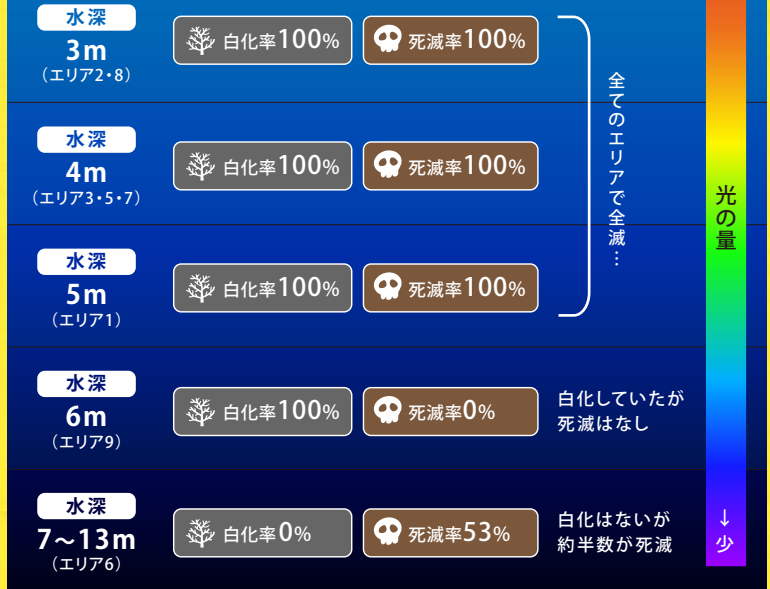 水深
3m
（エリア2・8）
白化率100%
死滅率100%
水深
4m
（エリア3・5・7）
白化率100%
死滅率100%
水深
5m
（エリア1）
白化率100%
死滅率100%
全てのエリアで全滅…
水深
6m
（エリア9）
白化率100%
死滅率0%
白化していたが
死滅はなし
水深
7〜13m
（エリア6）
白化率0%
死滅率53%
白化はないが
約半数が死滅
光の量
↓少